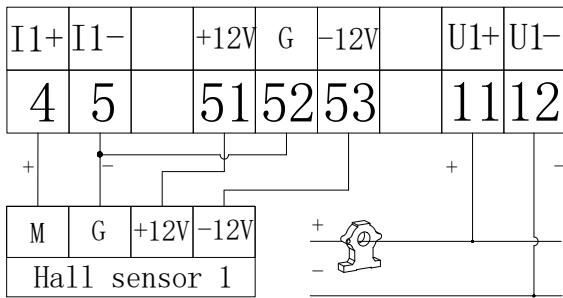 I1+ I1- +12V G -12V U1+ U1-
4 5 51 52 53 11 12
+ - + -
M G +12V -12V
+
Hall sensor 1
-